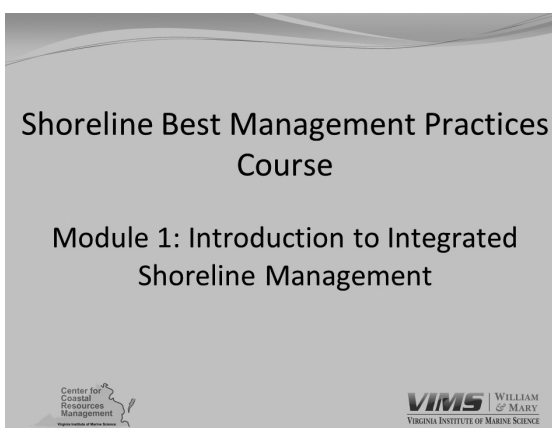 Shoreline Best Management Practices
Course
Module 1: Introduction to Integrated
Shoreline Management
Center for
Coastal
Resources
Management
Virginia Institute of Marine Science
VIMS | WILLIAM
& MARY
VIRGINIA INSTITUTE OF MARINE SCIENCE